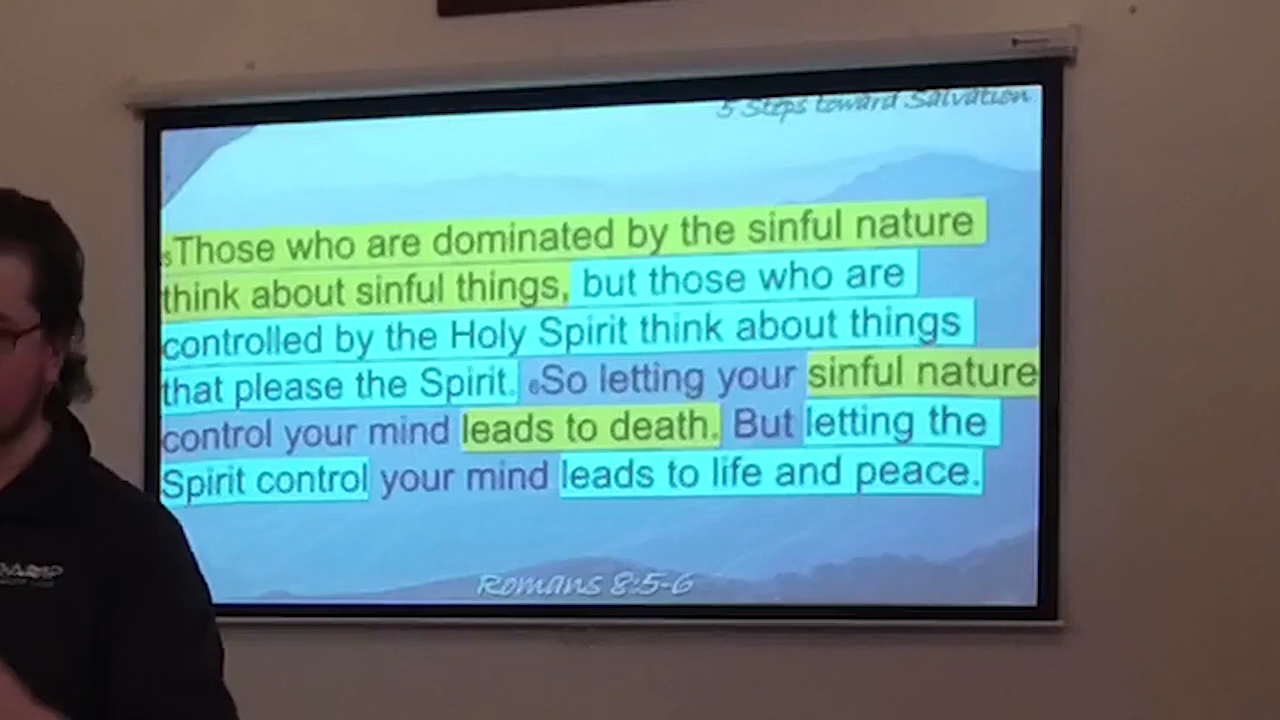 5 Steps toward Salvation
5Those who are dominated by the sinful nature
think about sinful things, but those who are
controlled by the Holy Spirit think about things
that please the Spirit. 6So letting your sinful nature
control your mind leads to death. But letting the
Spirit control your mind leads to life and peace.
Romans 8:5-6